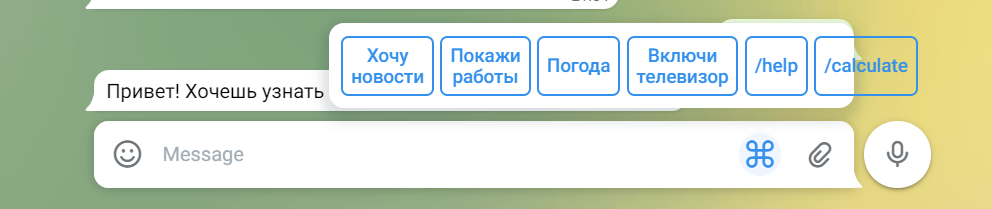 Хочу
новости
Покажи
работы
Погода
Включи
телевизор
/help
/calculate
Привет! Хочешь узнать
Message